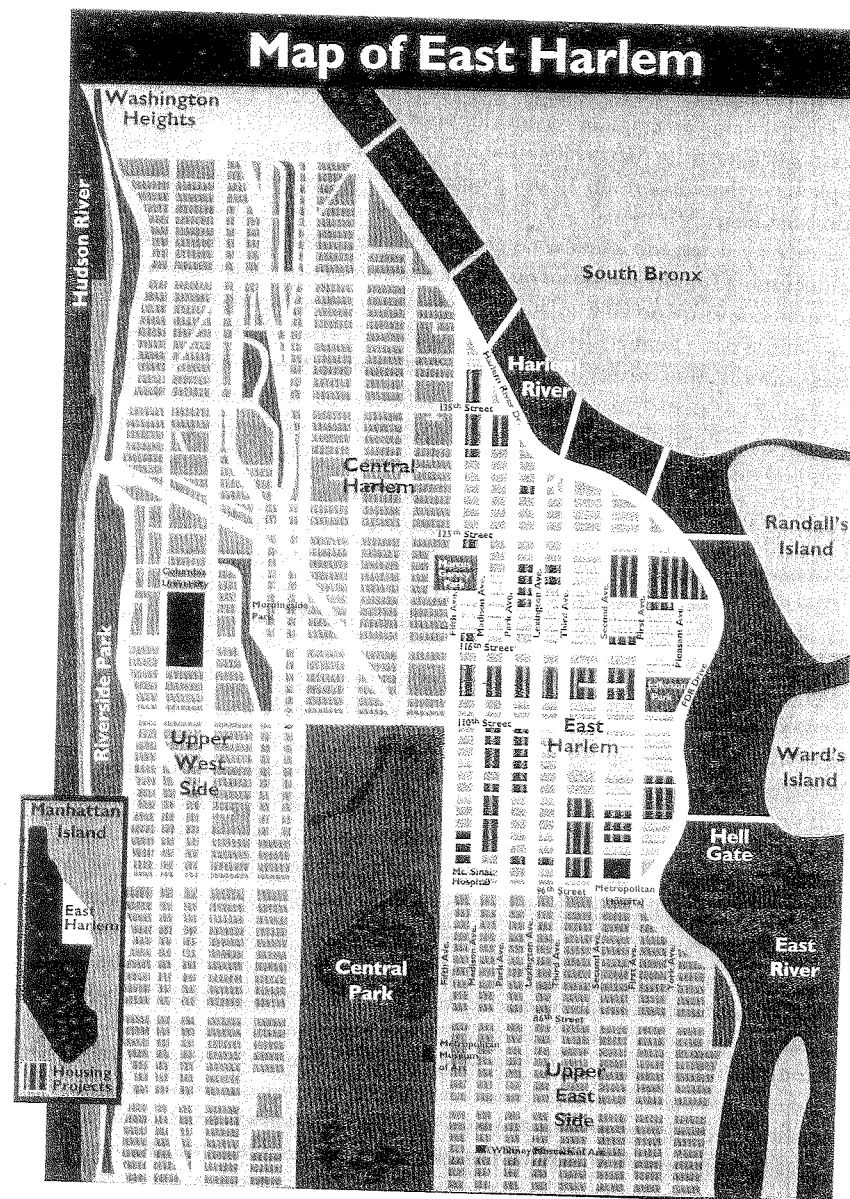 Map of East Harlem
Washington
Heights
Hudson River
South Bronx
Harlem
River
Harlem River Dr.
135th Street
Central
Harlem
125th Street
Randall's
Island
Columbia
University
Morningside
Park
Fifth Ave.
Madison Ave.
Park Ave.
Lexington Ave.
Third Ave.
Second Ave.
First Ave.
Pleasant Ave.
116th Street
FDR Drive
Riverside Park
110th Street
East
Harlem
Upper
West
Side
Ward's
Island
Manhattan
Island
East
Harlem
Housing
Projects
Hell
Gate
Mt. Sinai
Hospital
96th Street
Metropolitan
Hospital
Central
Park
East
River
Fifth Ave.
Madison Ave.
Park Ave.
Lexington Ave.
Third Ave.
Second Ave.
First Ave.
York Ave.
86th Street
Metropolitan
Museum
of Art
Upper
East
Side
Whitney Museum of Art